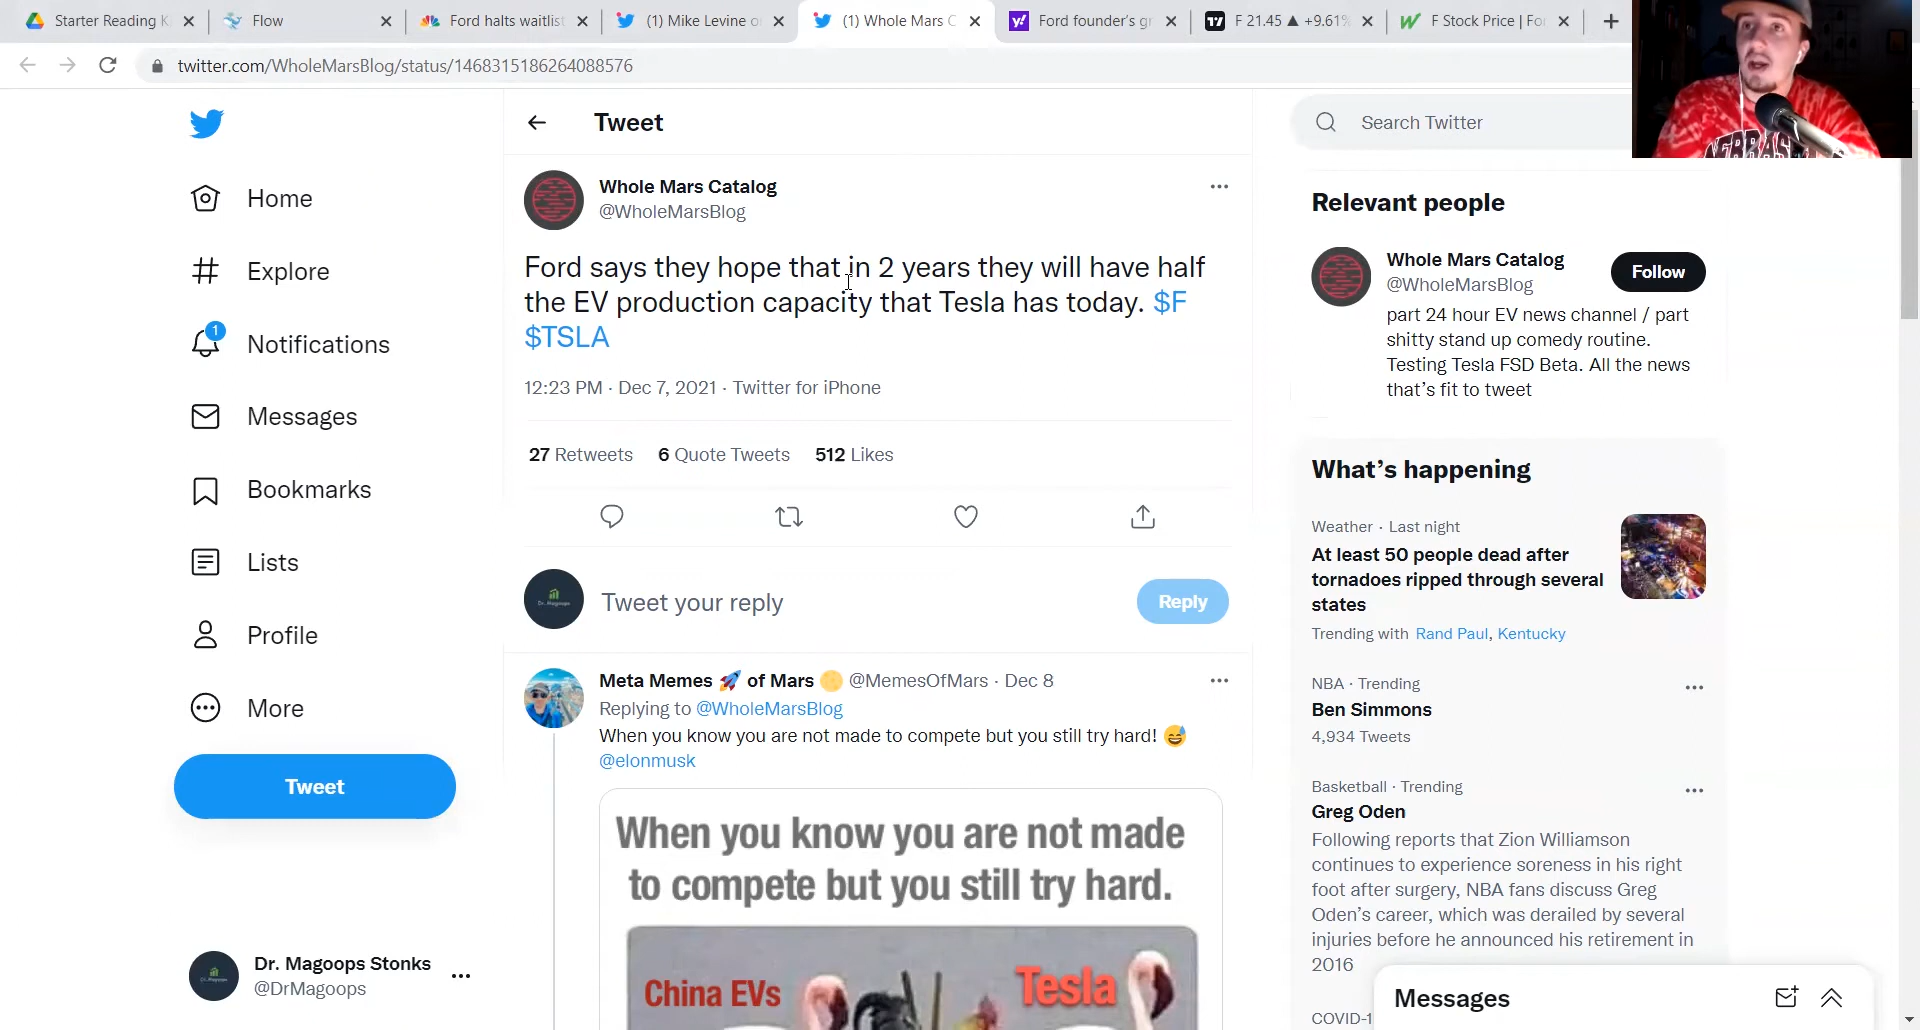 Starter Reading K
Flow
Ford halts waitlist
(1) Mike Levine o
(1) Whole Mars C
Ford founder's gr
F 21.45 ▲ +9.61%
F Stock Price | Fo
twitter.com/WholeMarsBlog/status/1468315186264088576
Home
Explore
1
Notifications
Messages
Bookmarks
Lists
Profile
More
Tweet
Dr. Magoops Stonks
@DrMagoops
Tweet
Whole Mars Catalog
@WholeMarsBlog
Ford says they hope that in 2 years they will have half
the EV production capacity that Tesla has today. $F
$TSLA
12:23 PM · Dec 7, 2021 · Twitter for iPhone
27 Retweets 6 Quote Tweets 512 Likes
Dr. Magoops
Tweet your reply
Reply
Meta Memes 🚀 of Mars 🌕 @MemesOfMars · Dec 8
Replying to @WholeMarsBlog
When you know you are not made to compete but you still try hard! 😅
@elonmusk
When you know you are not made
to compete but you still try hard.
China EVs
Tesla
Search Twitter
Relevant people
Whole Mars Catalog
@WholeMarsBlog
Follow
part 24 hour EV news channel / part
shitty stand up comedy routine.
Testing Tesla FSD Beta. All the news
that's fit to tweet
What's happening
Weather · Last night
At least 50 people dead after
tornadoes ripped through several
states
Trending with Rand Paul, Kentucky
NBA · Trending
Ben Simmons
4,934 Tweets
Basketball · Trending
Greg Oden
Following reports that Zion Williamson
continues to experience soreness in his right
foot after surgery, NBA fans discuss Greg
Oden's career, which was derailed by several
injuries before he announced his retirement in
2016
COVID-1
Messages